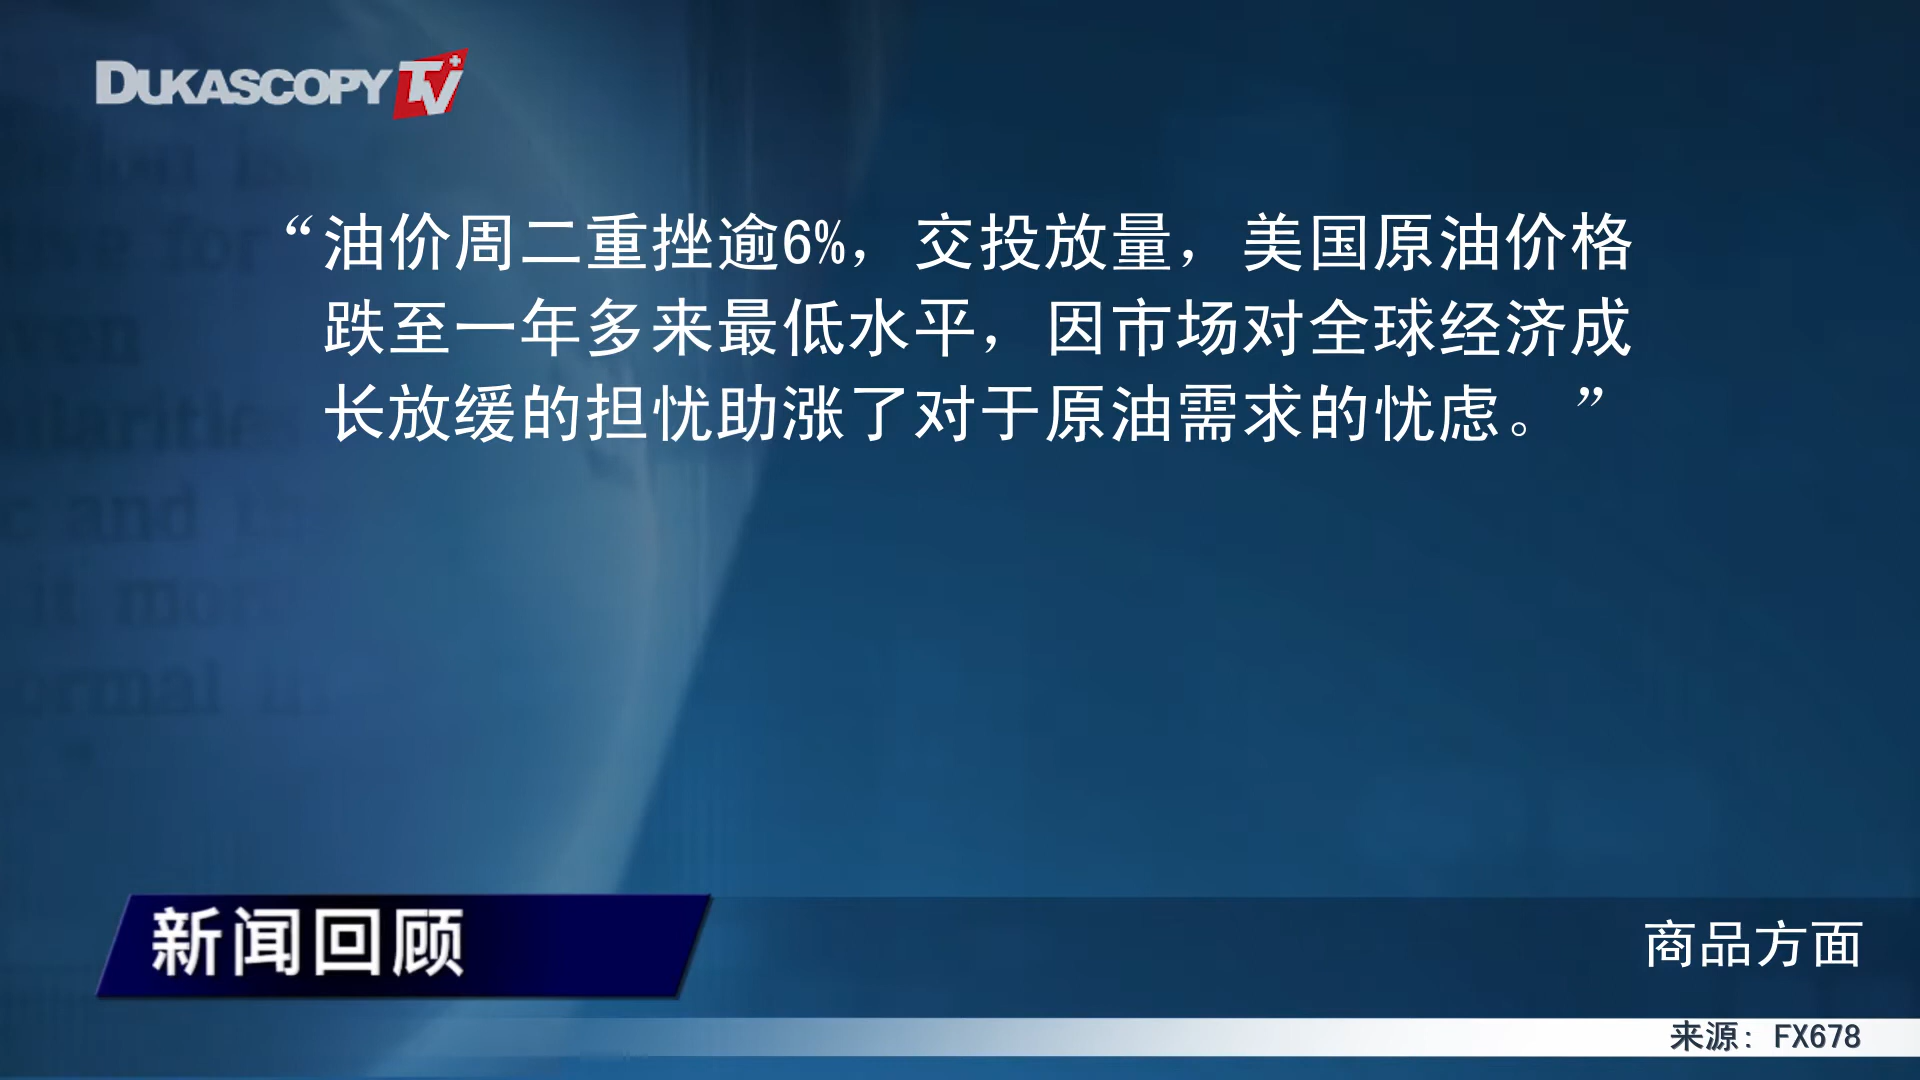 DUKASCOPY TV
“油价周二重挫逾6%，交投放量，美国原油价格
跌至一年多来最低水平，因市场对全球经济成
长放缓的担忧助涨了对于原油需求的忧虑。”
新闻回顾
商品方面
来源：FX678